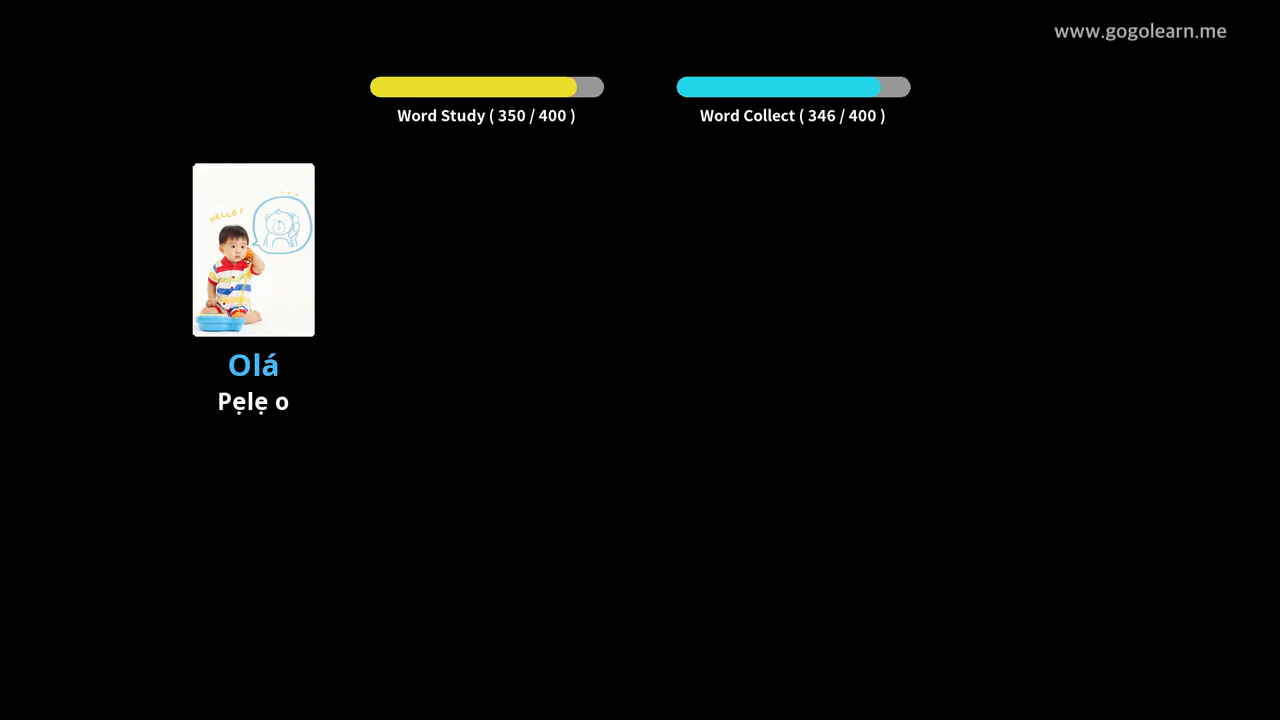 www.gogolearn.me
Word Study ( 350 / 400 )
Word Collect ( 346 / 400 )
HELLO?
Olá
Pẹlẹ o